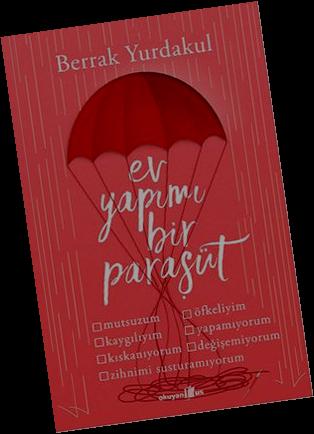 Berrak Yurdakul
ev
yapımı
bir
paraşüt
mutsuzum öfkeliyim
kaygılıyım yapamıyorum
kıskanıyorum değişemiyorum
zihnimi susturamıyorum
okuyan us